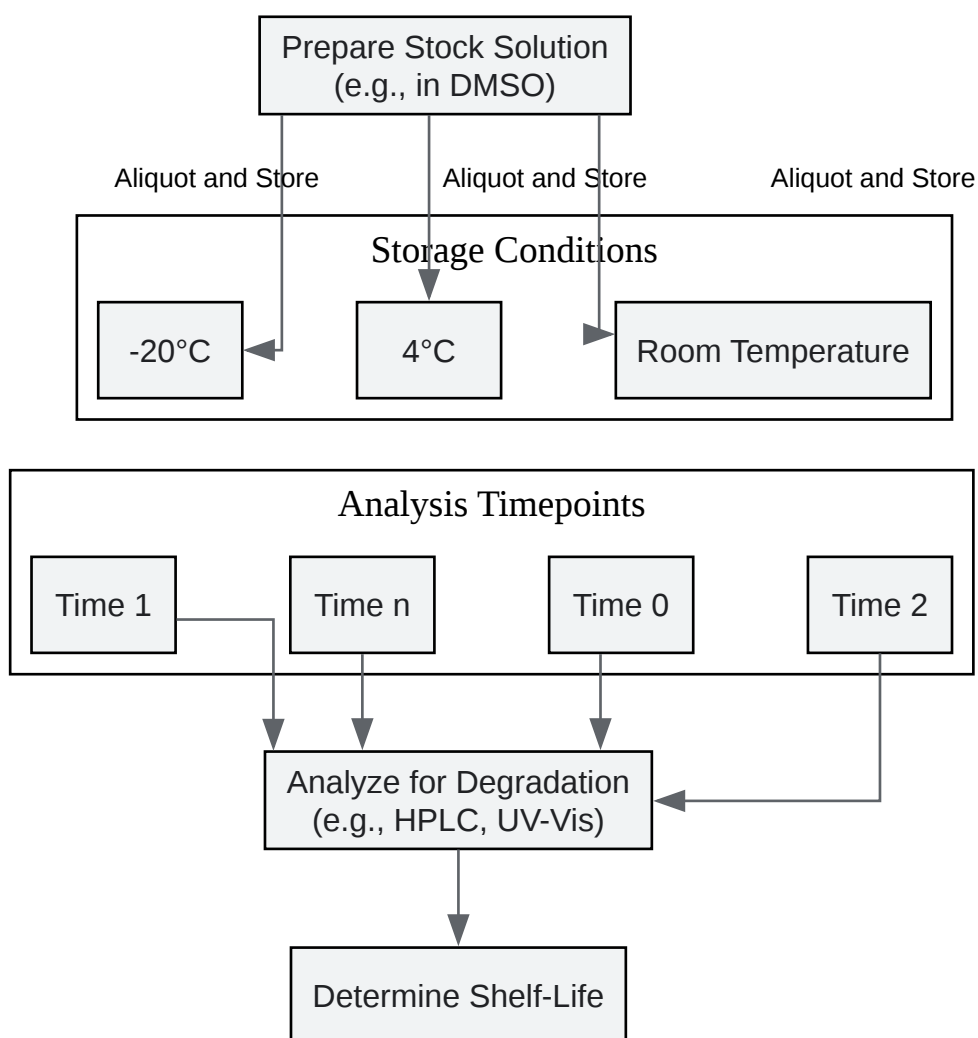 Prepare Stock Solution
(e.g., in DMSO)
Aliquot and Store
Aliquot and Store
Aliquot and Store
Storage Conditions
-20°C
4°C
Room Temperature
Analysis Timepoints
Time 1
Time n
Time 0
Time 2
Analyze for Degradation
(e.g., HPLC, UV-Vis)
Determine Shelf-Life